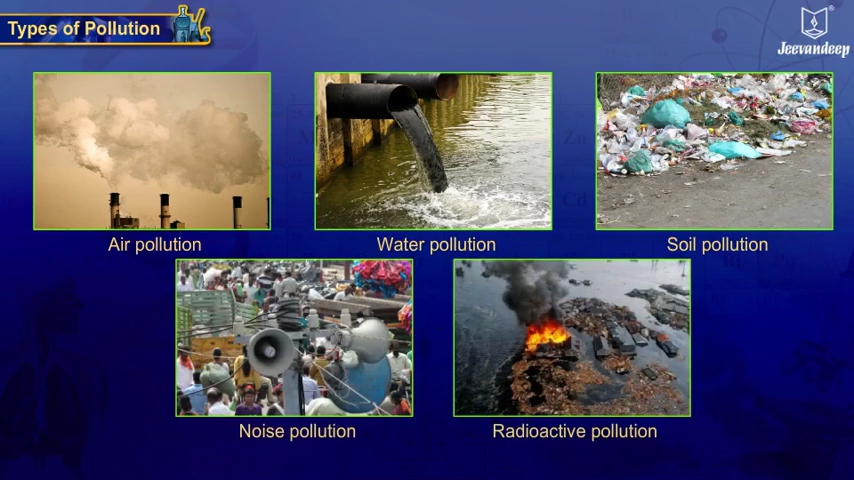 Types of Pollution
Jeevandeep
Air pollution
Water pollution
Soil pollution
Noise pollution
Radioactive pollution